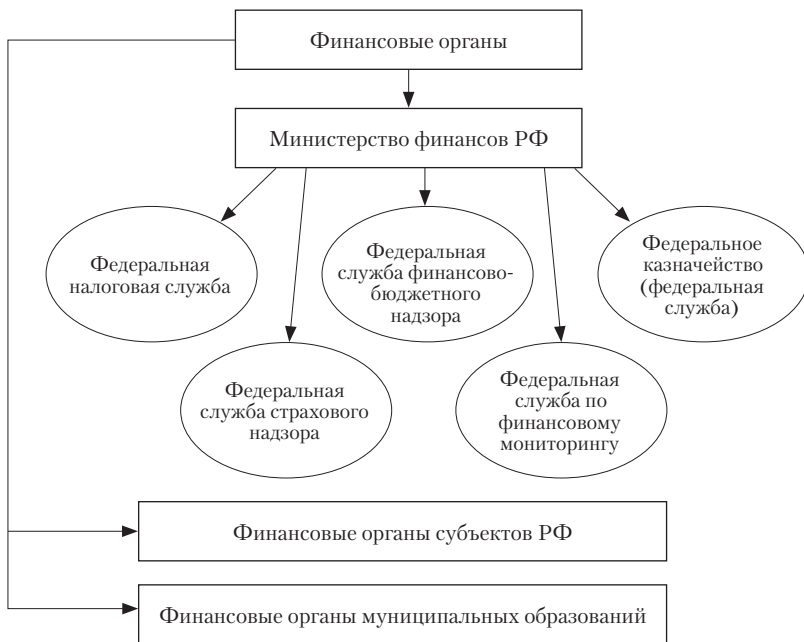 Финансовые органы
Министерство финансов РФ
Федеральная
налоговая служба
Федеральная
служба финансово-
бюджетного
надзора
Федеральное
казначейство
(федеральная
служба)
Федеральная
служба страхового
надзора
Федеральная
служба по
финансовому
мониторингу
Финансовые органы субъектов РФ
Финансовые органы муниципальных образований